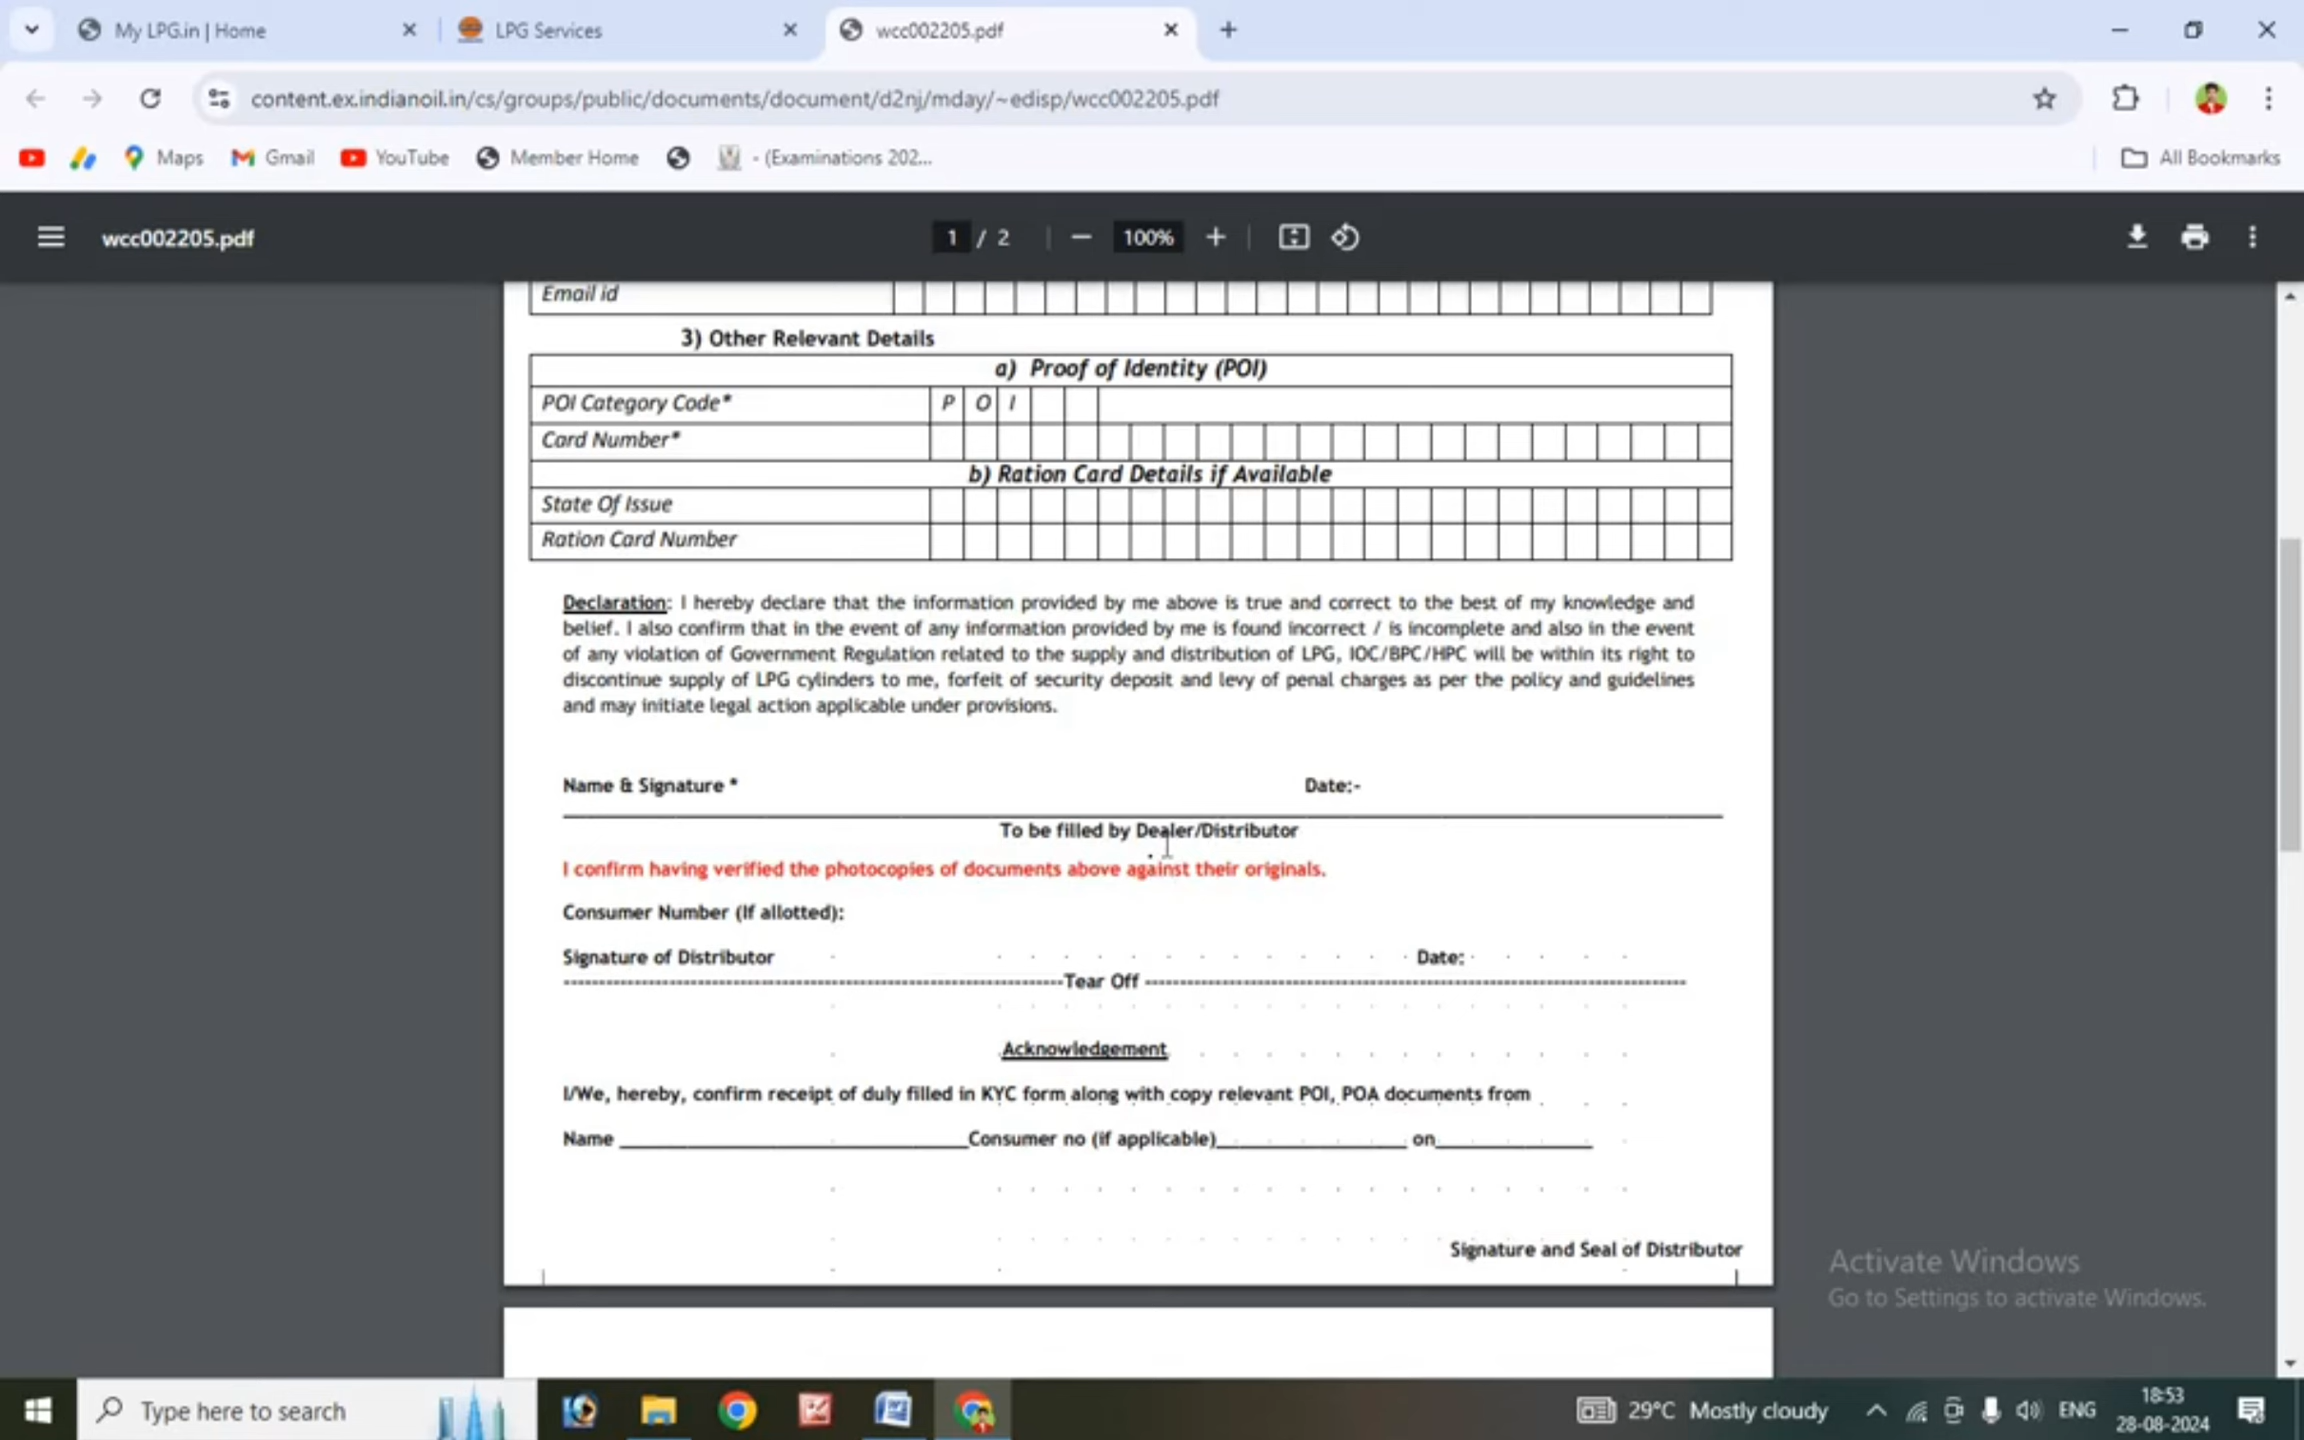 My LPG.in | Home
LPG Services
wcc002205.pdf
content.ex.indianoil.in/cs/groups/public/documents/document/d2nj/mday/~edisp/wcc002205.pdf
Maps
Gmail
YouTube
Member Home
- (Examinations 202...
All Bookmarks
wcc002205.pdf
1 / 2
100%
Email id
3) Other Relevant Details
a) Proof of Identity (POI)
POI Category Code* P O I
Card Number*
b) Ration Card Details if Available
State Of Issue
Ration Card Number
Declaration: I hereby declare that the information provided by me above is true and correct to the best of my knowledge and
belief. I also confirm that in the event of any information provided by me is found incorrect / is incomplete and also in the event
of any violation of Government Regulation related to the supply and distribution of LPG, IOC/BPC/HPC will be within its right to
discontinue supply of LPG cylinders to me, forfeit of security deposit and levy of penal charges as per the policy and guidelines
and may initiate legal action applicable under provisions.
Name & Signature * Date:-
To be filled by Dealer/Distributor
I confirm having verified the photocopies of documents above against their originals.
Consumer Number (If allotted):
Signature of Distributor Date:
Tear Off
Acknowledgement
I/We, hereby, confirm receipt of duly filled in KYC form along with copy relevant POI, POA documents from
Name Consumer no (if applicable) on
Signature and Seal of Distributor
Activate Windows
Go to Settings to activate Windows.
Type here to search
29°C Mostly cloudy
ENG
18:53
28-08-2024